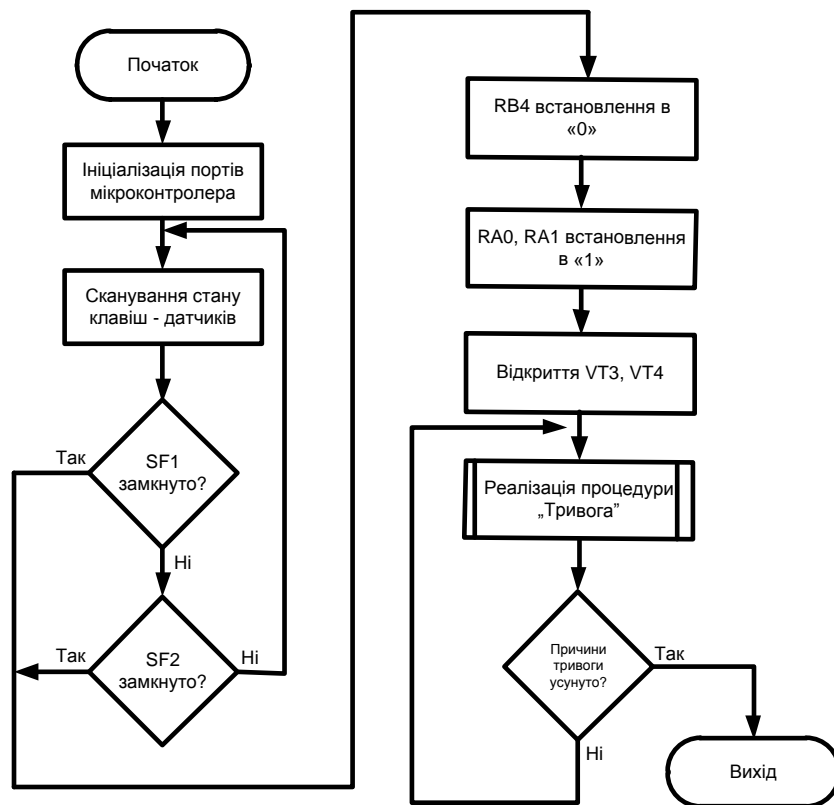 Початок
Ініціалізація портів
мікроконтролера
Сканування стану
клавіш - датчиків
Так
SF1
замкнуто?
Ні
Так
SF2
замкнуто?
Ні
RB4 встановлення в
«0»
RA0, RA1 встановлення
в «1»
Відкриття VT3, VT4
Реалізація процедури
„Тривога”
Причини
тривоги
усунуто?
Так
Ні
Вихід